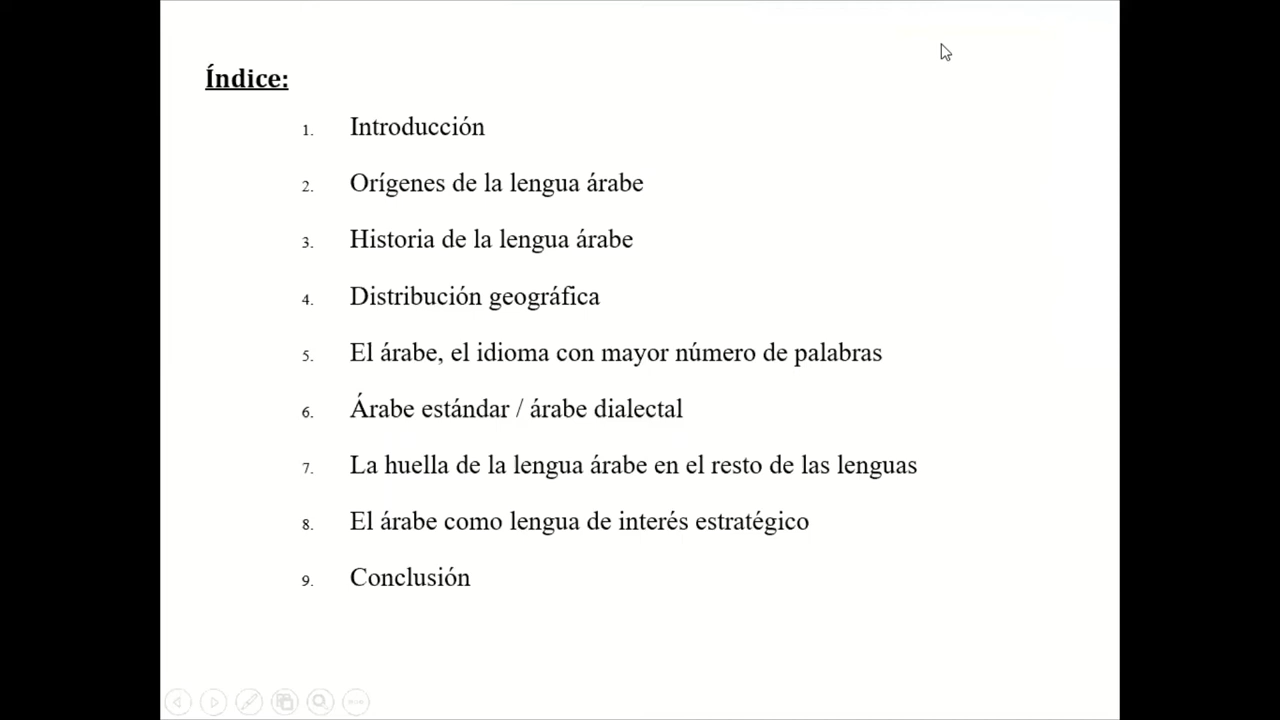 Índice:
1. Introducción
2. Orígenes de la lengua árabe
3. Historia de la lengua árabe
4. Distribución geográfica
5. El árabe, el idioma con mayor número de palabras
6. Árabe estándar / árabe dialectal
7. La huella de la lengua árabe en el resto de las lenguas
8. El árabe como lengua de interés estratégico
9. Conclusión